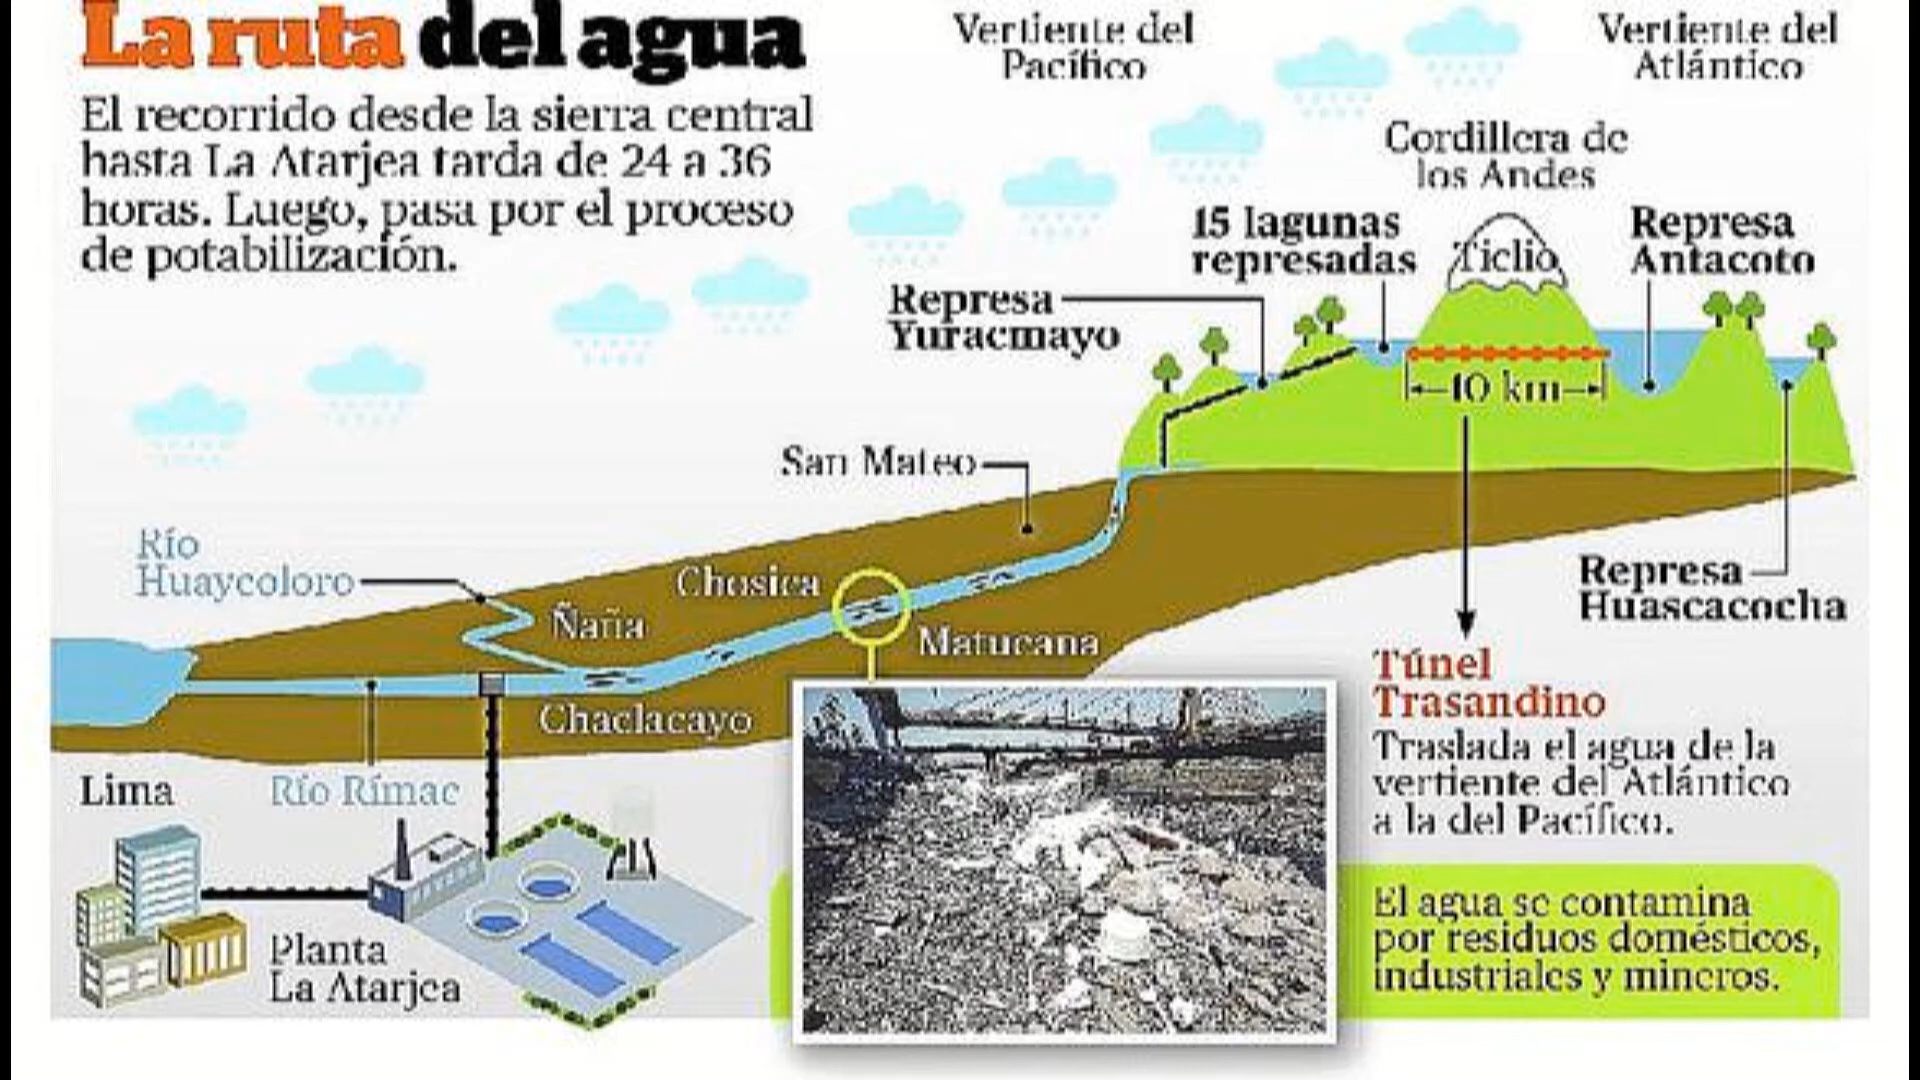 La ruta del agua
El recorrido desde la sierra central
hasta La Atarjea tarda de 24 a 36
horas. Luego, pasa por el proceso
de potabilización.
Vertiente del
Pacífico
Vertiente del
Atlántico
Cordillera de
los Andes
15 lagunas
represadas
Ticlio
Represa
Antacoto
Represa
Yuracmayo
10 km
San Mateo
Río
Huaycoloro
Chosica
Ñaña
Matucana
Represa
Huascacocha
Chaclacayo
Túnel
Trasandino
Traslada el agua de la
vertiente del Atlántico
a la del Pacífico.
Lima
Río Rímac
Planta
La Atarjea
El agua se contamina
por residuos domésticos,
industriales y mineros.